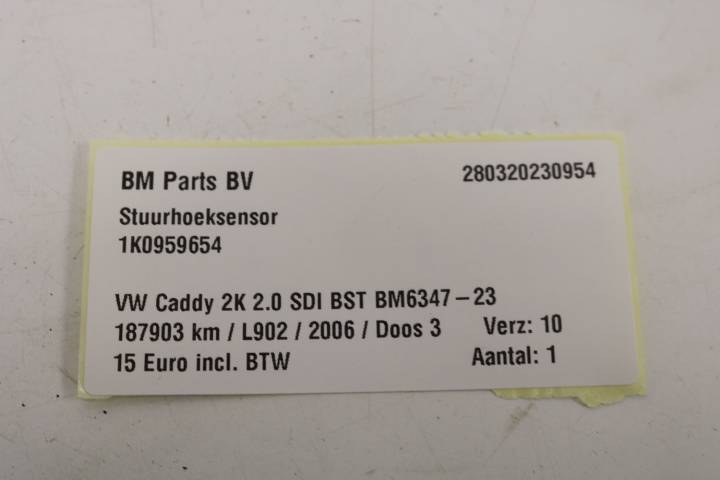 BM Parts BV 280320230954
Stuurhoeksensor
1K0959654
VW Caddy 2K 2.0 SDI BST BM6347-23
187903 km / L902 / 2006 / Doos 3 Verz: 10
15 Euro incl. BTW Aantal: 1